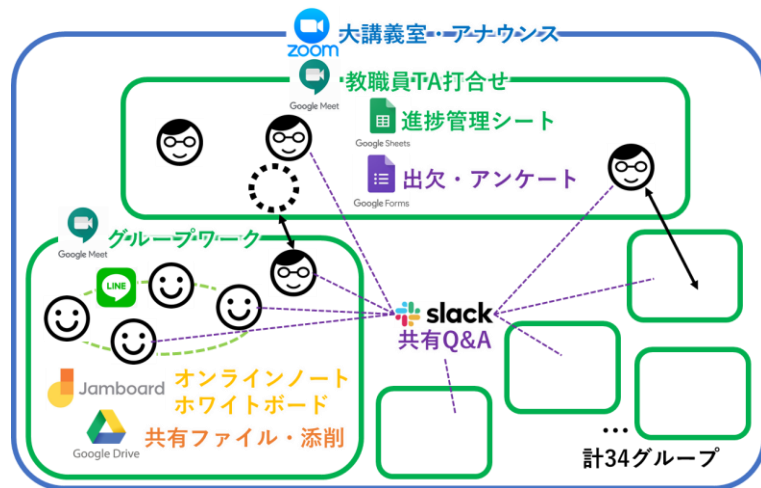 zoom
大講義室・アナウンス
Google Meet
教職員TA打合せ
Google Sheets
進捗管理シート
Google Forms
出欠・アンケート
Google Meet
グループワーク
LINE
slack
共有Q&A
Jamboard
オンラインノート
ホワイトボード
Google Drive
共有ファイル・添削
…
計34グループ